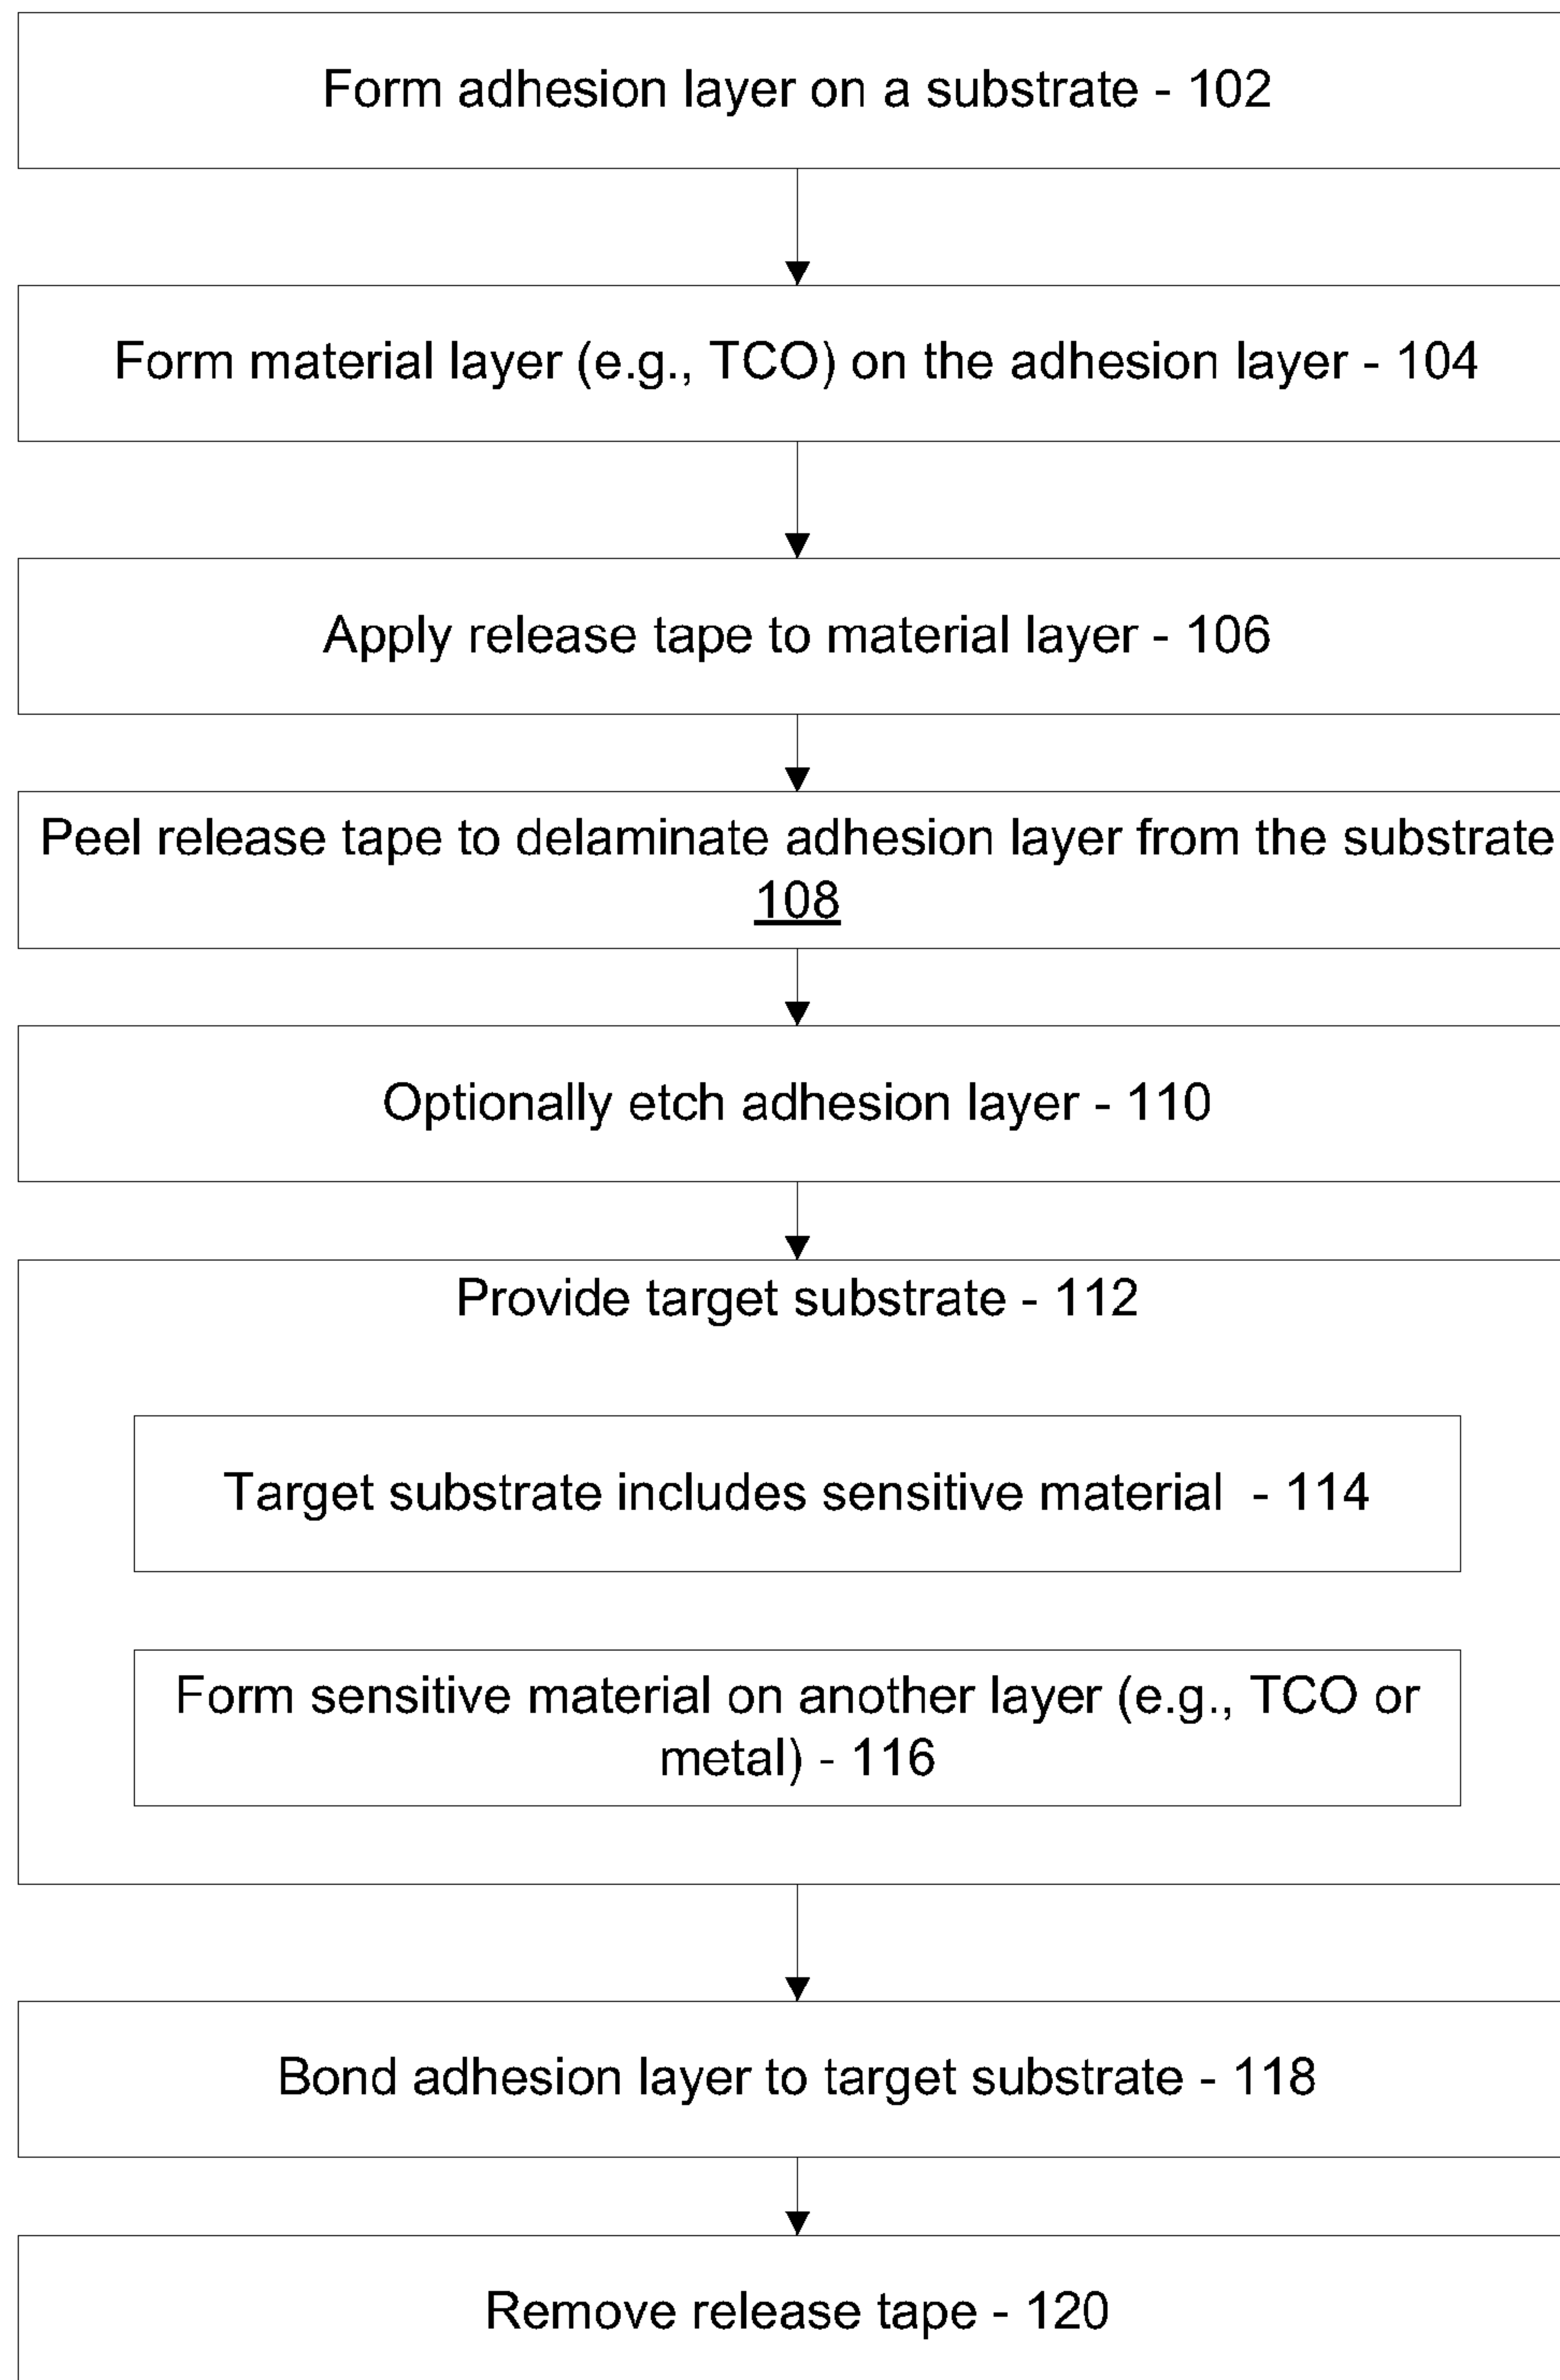 Form adhesion layer on a substrate - 102
Form material layer (e.g., TCO) on the adhesion layer - 104
Apply release tape to material layer - 106
Peel release tape to delaminate adhesion layer from the substrate
108
Optionally etch adhesion layer - 110
Provide target substrate - 112
Target substrate includes sensitive material - 114
Form sensitive material on another layer (e.g., TCO or
metal) - 116
Bond adhesion layer to target substrate - 118
Remove release tape - 120